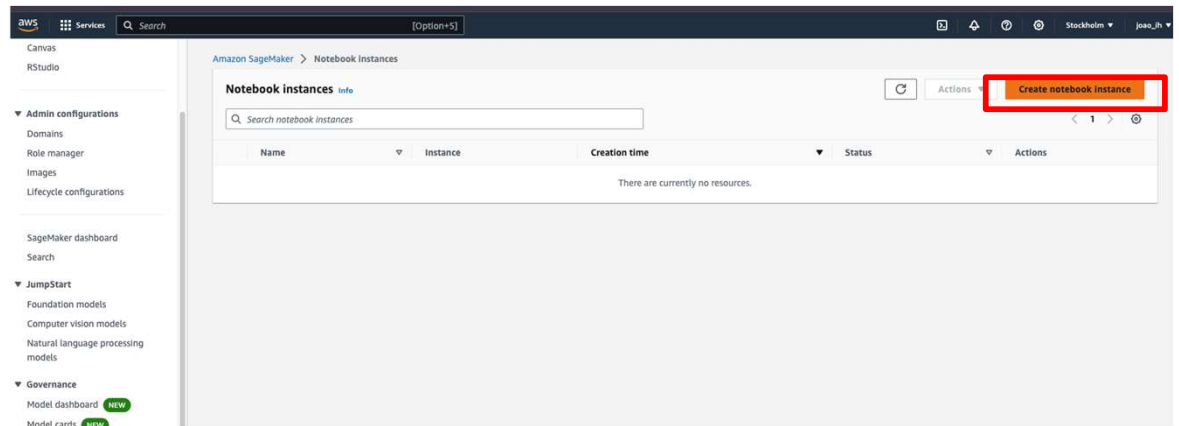 aws Services Search [Option+S] Stockholm joao_ih
Canvas
RStudio
Admin configurations
Domains
Role manager
Images
Lifecycle configurations
SageMaker dashboard
Search
JumpStart
Foundation models
Computer vision models
Natural language processing
models
Governance
Model dashboard NEW
Model cards NEW
Amazon SageMaker > Notebook instances
Notebook instances Info Actions Create notebook instance
Search notebook instances < 1 >
Name Instance Creation time Status Actions
There are currently no resources.